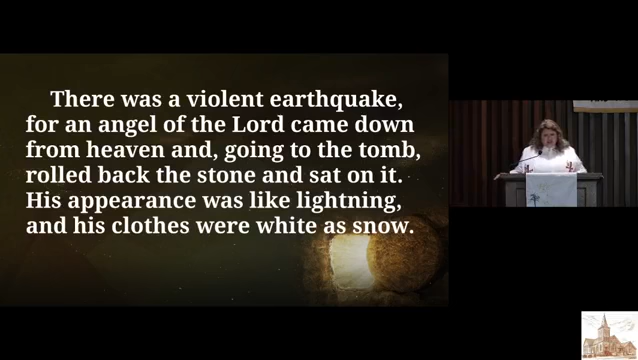 There was a violent earthquake,
for an angel of the Lord came down
from heaven and, going to the tomb,
rolled back the stone and sat on it.
His appearance was like lightning,
and his clothes were white as snow.